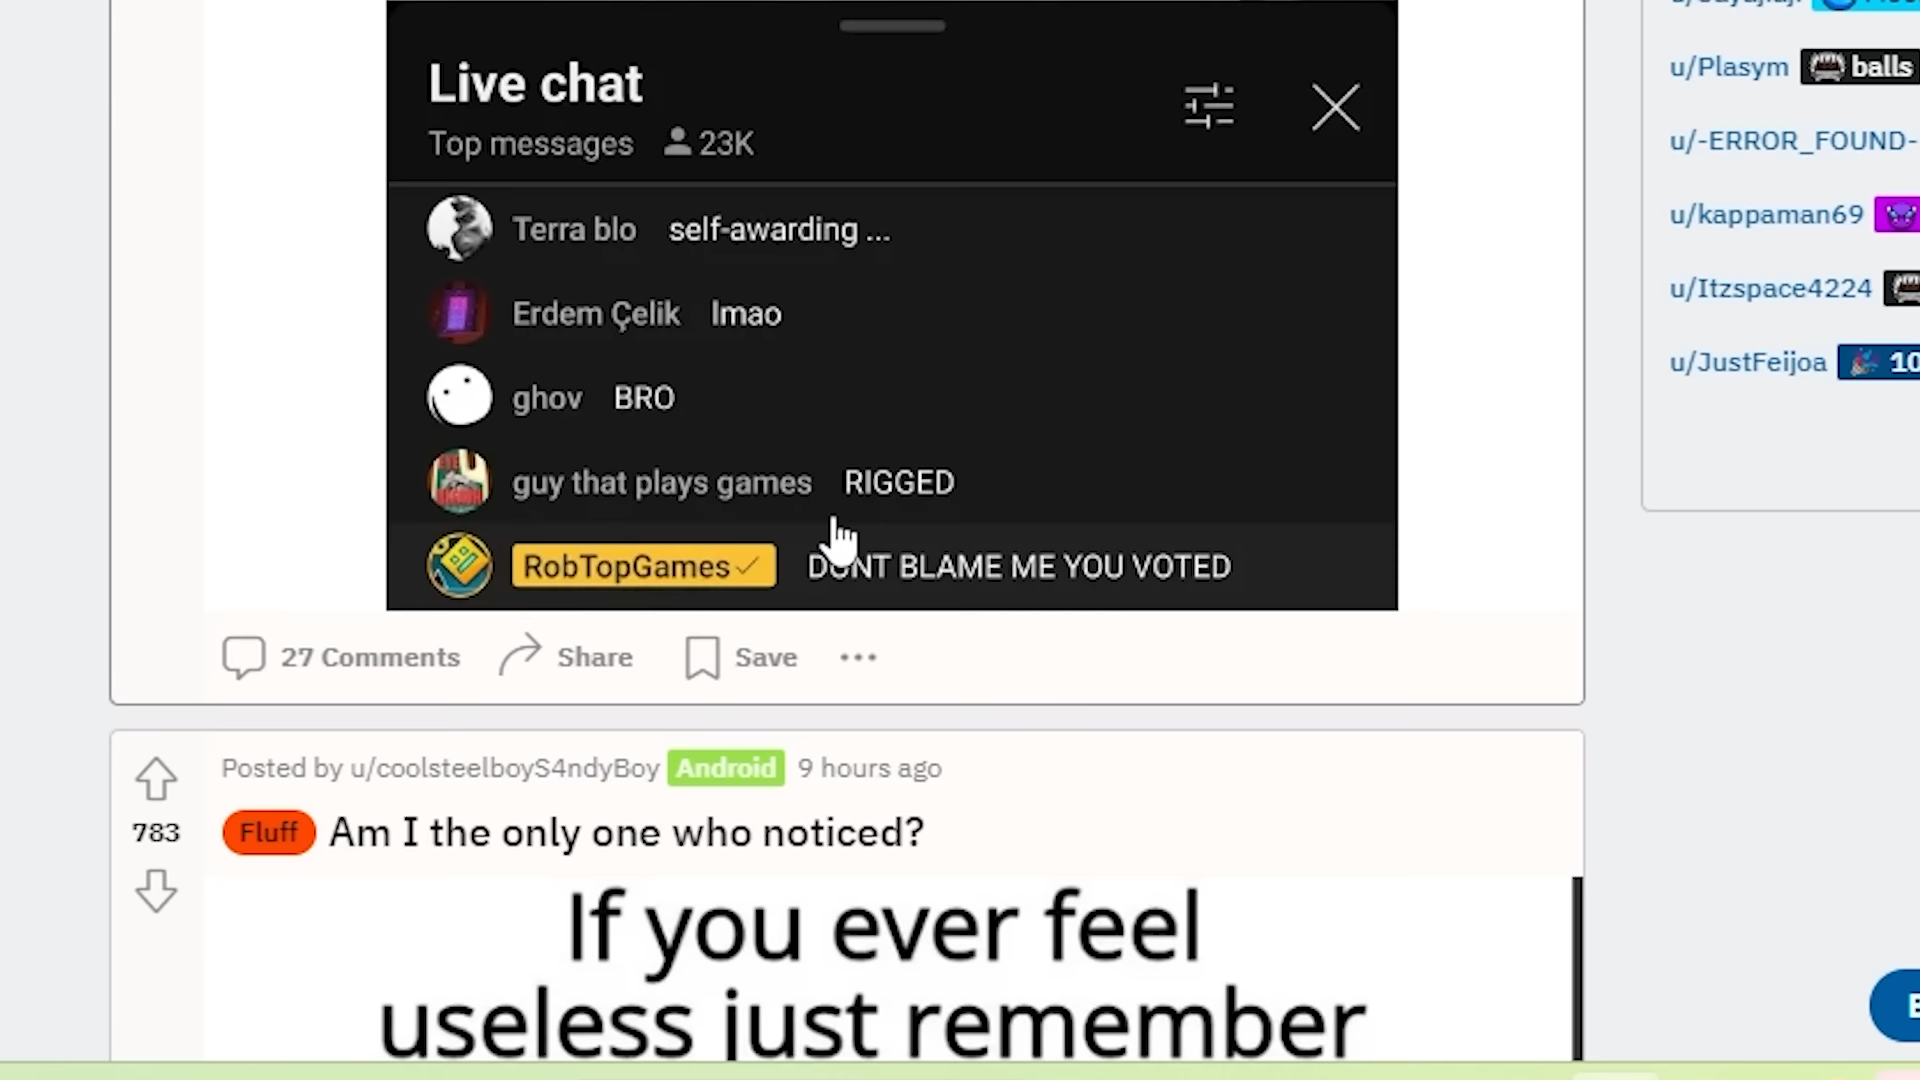 Live chat
Top messages 23K
Terra blo self-awarding ...
Erdem Çelik lmao
ghov BRO
guy that plays games RIGGED
RobTopGames DONT BLAME ME YOU VOTED
27 Comments Share Save
Posted by u/coolsteelboyS4ndyBoy Android 9 hours ago
783
Fluff Am I the only one who noticed?
If you ever feel
useless just remember
u/Plasym balls
u/-ERROR_FOUND-
u/kappaman69
u/Itzspace4224
u/JustFeijoa 10